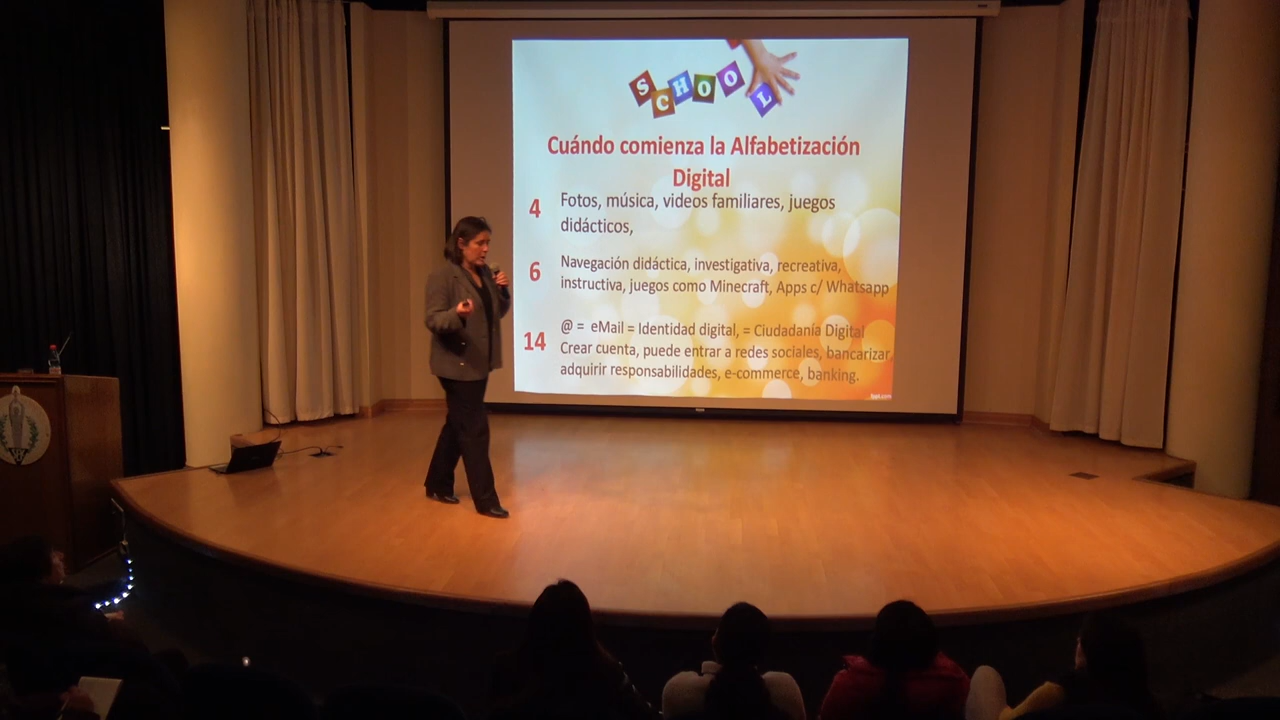 SCHOOL
Cuándo comienza la Alfabetización
Digital
4 Fotos, música, videos familiares, juegos
didácticos,
6 Navegación didáctica, investigativa, recreativa,
instructiva, juegos como Minecraft, Apps c/ Whatsapp
@ = eMail = Identidad digital, = Ciudadanía Digital
14 Crear cuenta, puede entrar a redes sociales, bancarizar,
adquirir responsabilidades, e-commerce, banking.